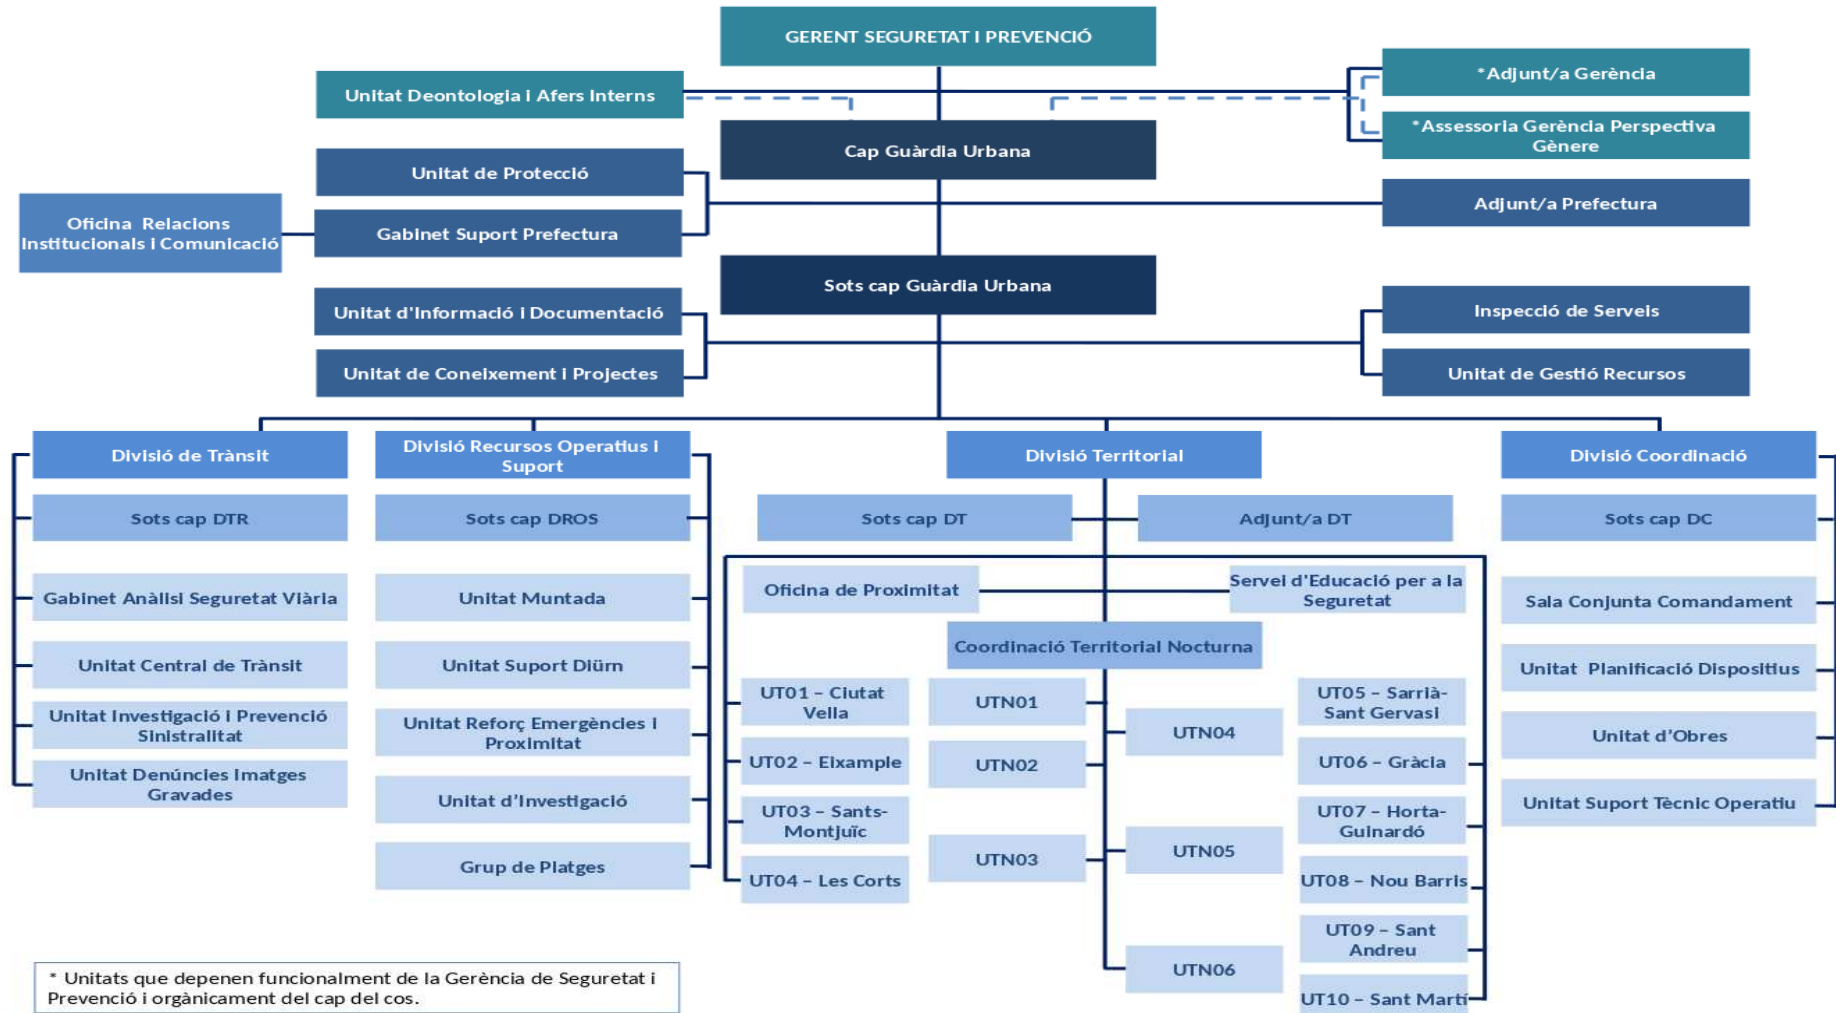 GERENT SEGURETAT I PREVENCIÓ
Unitat Deontologia i Afers Interns
*Adjunt/a Gerència
*Assessoria Gerència Perspectiva
Gènere
Cap Guàrdia Urbana
Unitat de Protecció
Adjunt/a Prefectura
Oficina Relacions
Institucionals i Comunicació
Gabinet Suport Prefectura
Sots cap Guàrdia Urbana
Unitat d'Informació i Documentació
Inspecció de Serveis
Unitat de Coneixement i Projectes
Unitat de Gestió Recursos
Divisió de Trànsit
Sots cap DTR
Gabinet Anàlisi Seguretat Viària
Unitat Central de Trànsit
Unitat Investigació i Prevenció
Sinistralitat
Unitat Denúncies Imatges
Gravades
Divisió Recursos Operatius i
Suport
Sots cap DROS
Unitat Muntada
Unitat Suport Diürn
Unitat Reforç Emergències i
Proximitat
Unitat d’Investigació
Grup de Platges
Divisió Territorial
Sots cap DT
Adjunt/a DT
Oficina de Proximitat
Servei d'Educació per a la
Seguretat
Coordinació Territorial Nocturna
UT01 – Ciutat
Vella
UT02 – Eixample
UT03 – Sants-
Montjuïc
UT04 – Les Corts
UTN01
UTN02
UTN03
UTN04
UTN05
UTN06
UT05 – Sarrià-
Sant Gervasi
UT06 – Gràcia
UT07 – Horta-
Guinardó
UT08 – Nou Barris
UT09 – Sant
Andreu
UT10 – Sant Martí
Divisió Coordinació
Sots cap DC
Sala Conjunta Comandament
Unitat Planificació Dispositius
Unitat d’Obres
Unitat Suport Tècnic Operatiu
* Unitats que depenen funcionalment de la Gerència de Seguretat i
Prevenció i orgànicament del cap del cos.